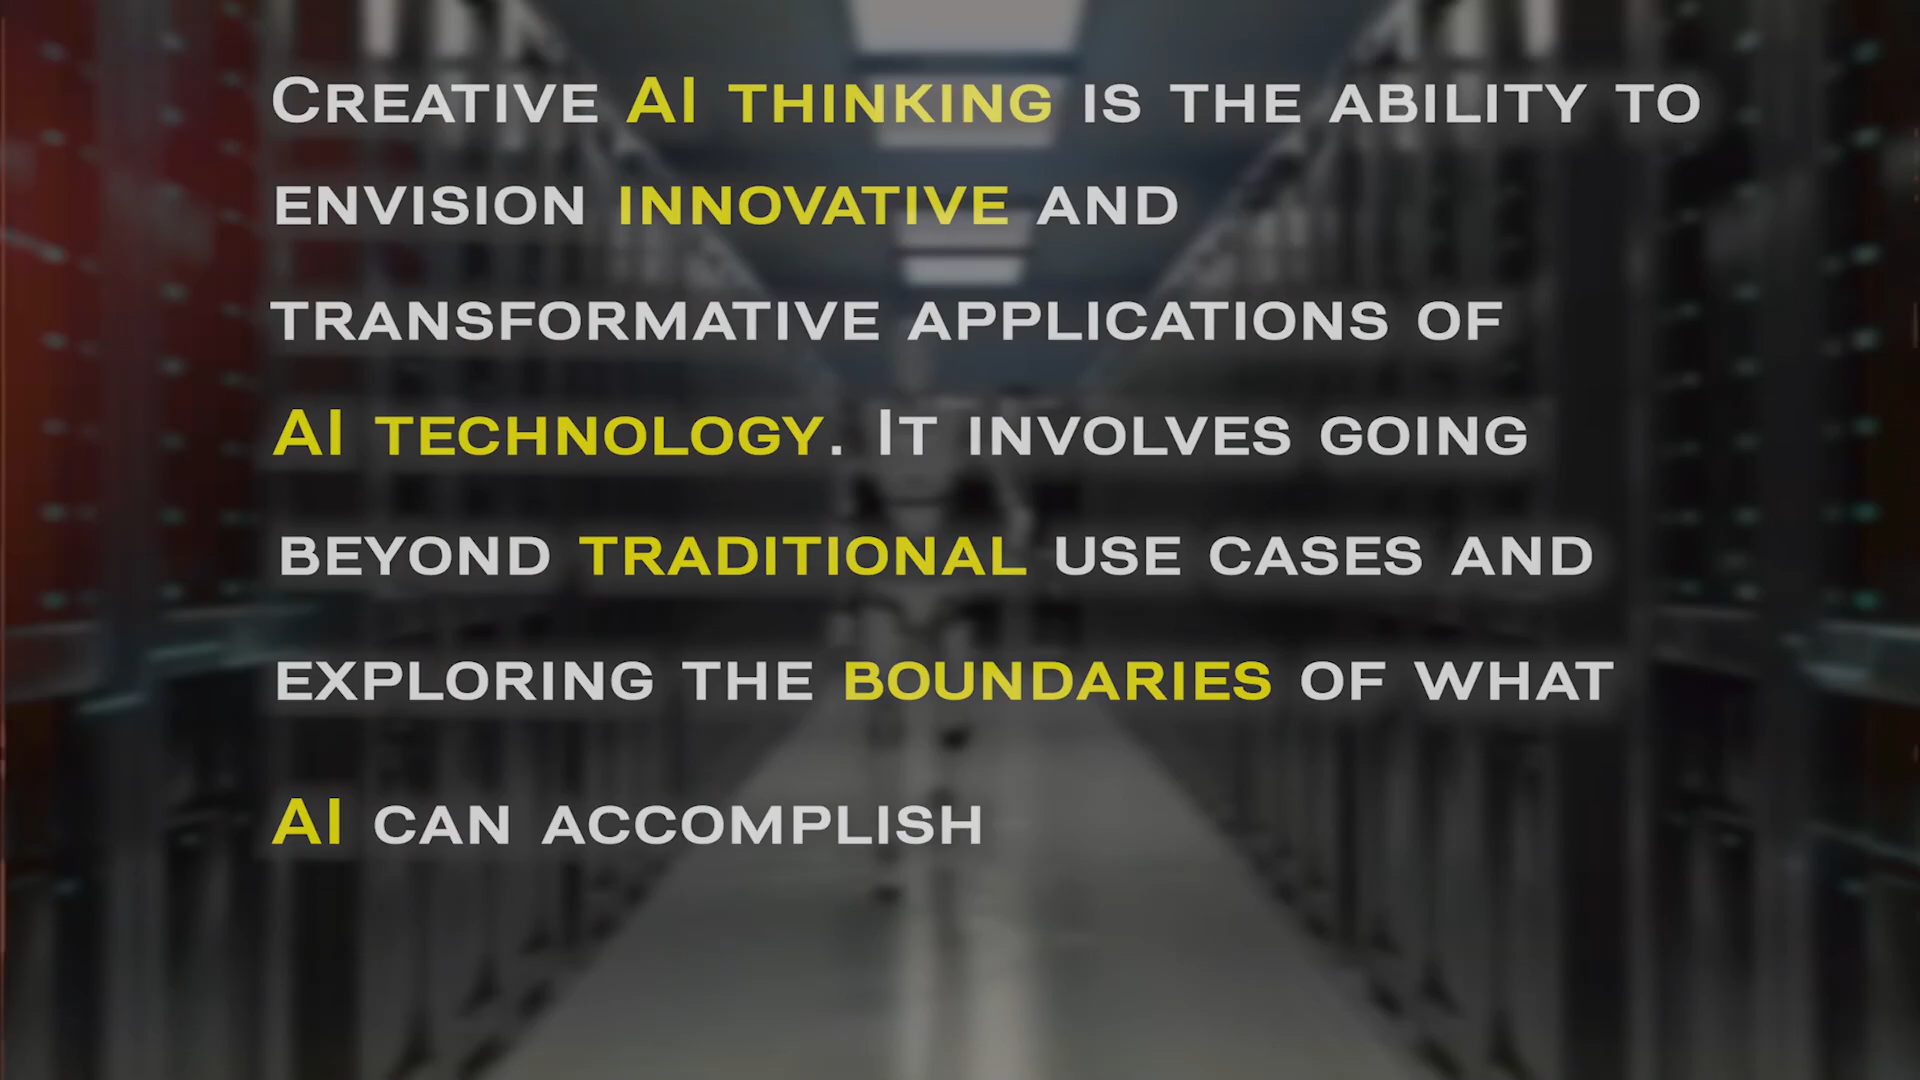 Creative AI thinking is the ability to
envision innovative and
transformative applications of
AI technology. It involves going
beyond traditional use cases and
exploring the boundaries of what
AI can accomplish